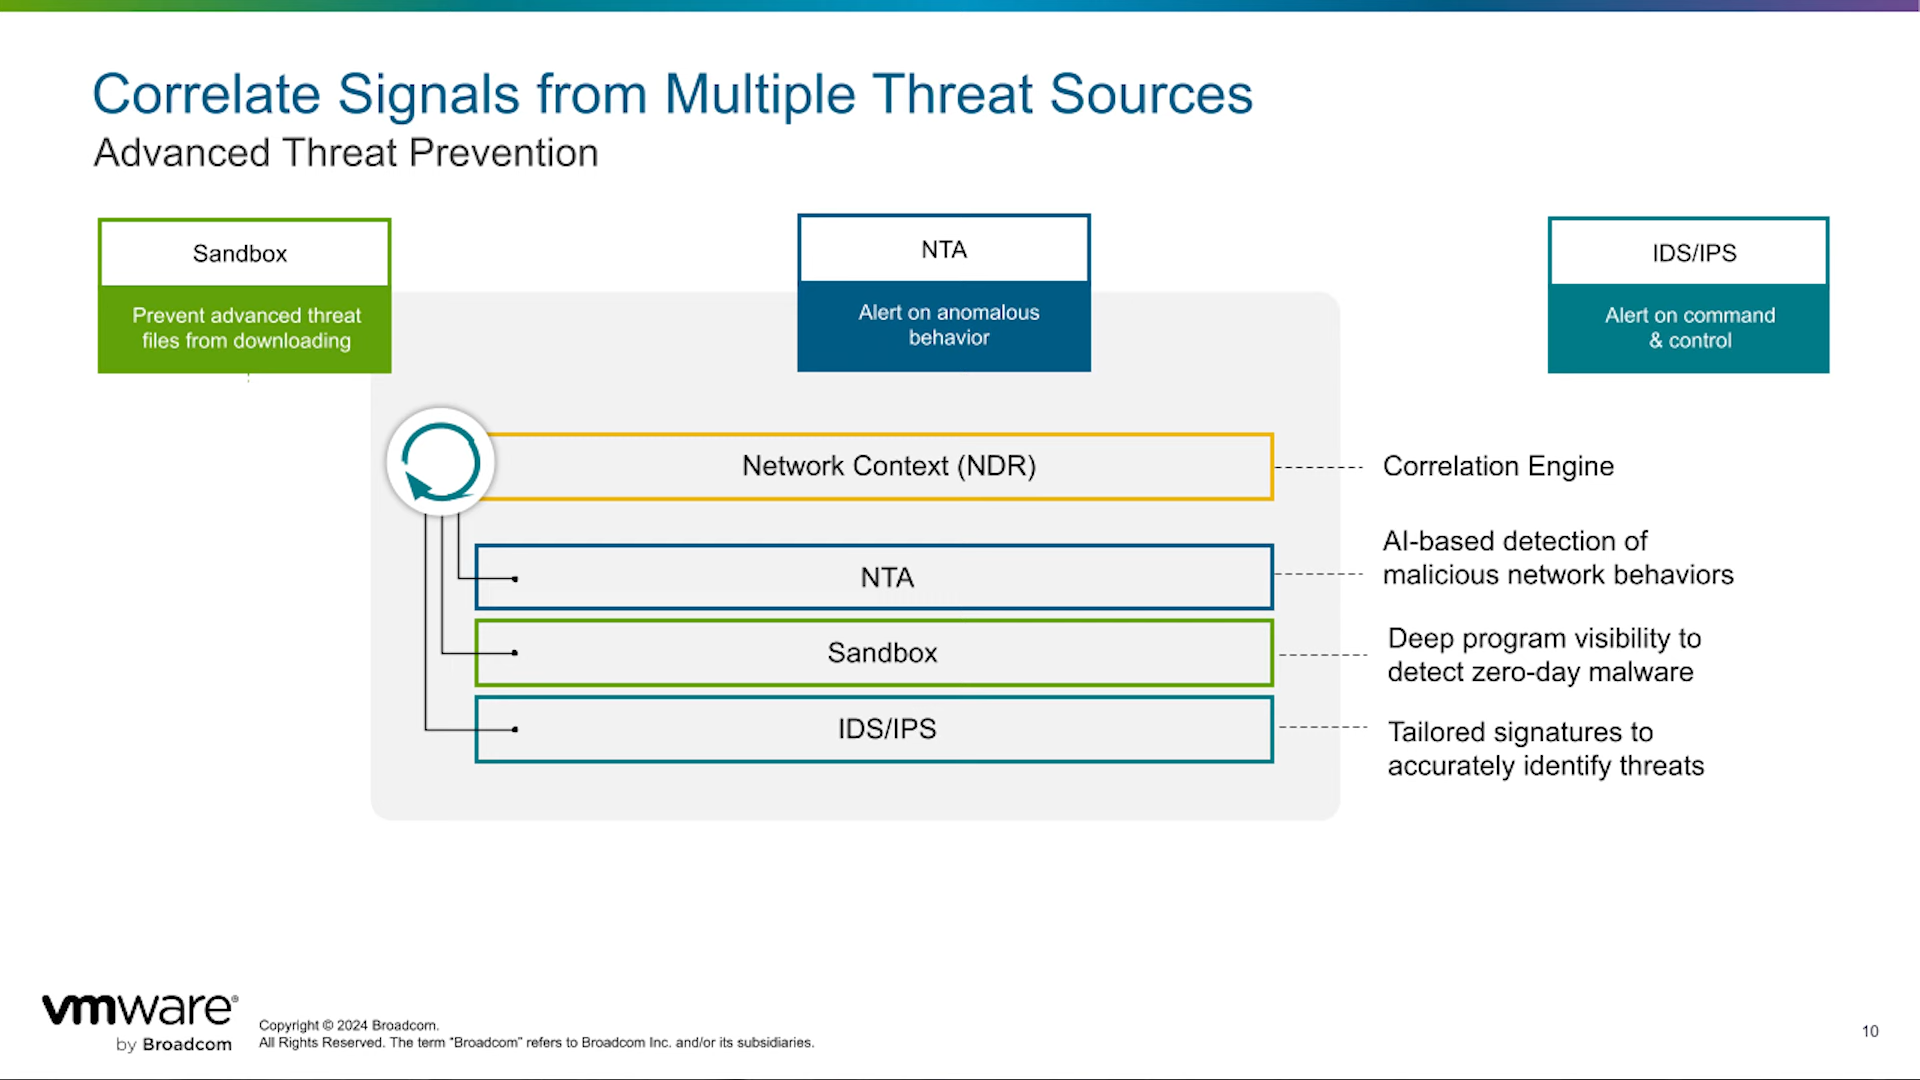 Correlate Signals from Multiple Threat Sources
Advanced Threat Prevention
Sandbox
Prevent advanced threat
files from downloading
NTA
Alert on anomalous
behavior
IDS/IPS
Alert on command
& control
Network Context (NDR)
Correlation Engine
NTA
AI-based detection of
malicious network behaviors
Sandbox
Deep program visibility to
detect zero-day malware
IDS/IPS
Tailored signatures to
accurately identify threats
vmware®
by Broadcom
Copyright © 2024 Broadcom.
All Rights Reserved. The term “Broadcom” refers to Broadcom Inc. and/or its subsidiaries.
10